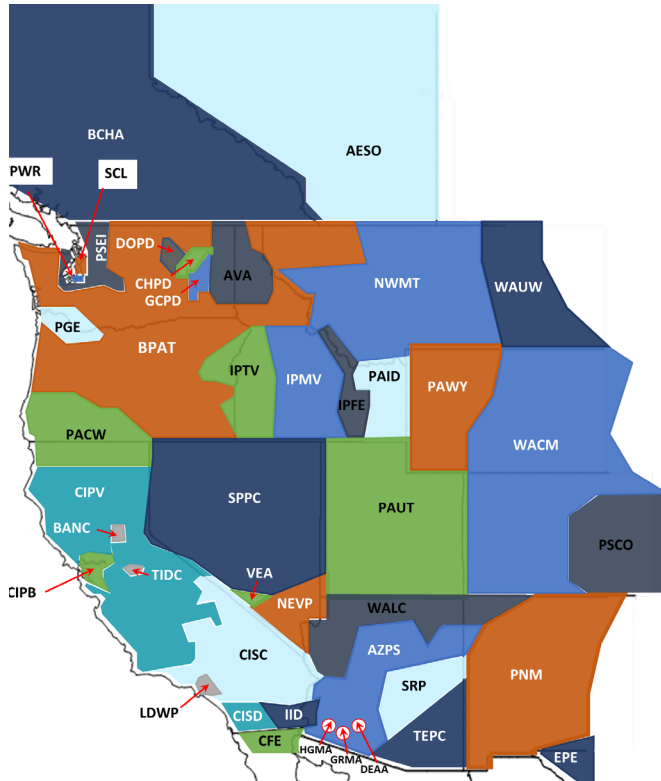 BCHA
AESO
PWR
SCL
PSEI
DOPD
CHPD
GCPD
AVA
NWMT
WAUW
PGE
BPAT
IPTV
IPMV
IPFE
PAID
PAWY
WACM
PACW
CIPV
SPPC
PAUT
PSCO
BANC
TIDC
CIPB
VEA
NEVP
WALC
AZPS
CISC
SRP
PNM
LDWP
CISD
IID
CFE
HGMA
GRMA
DEAA
TEPC
EPE